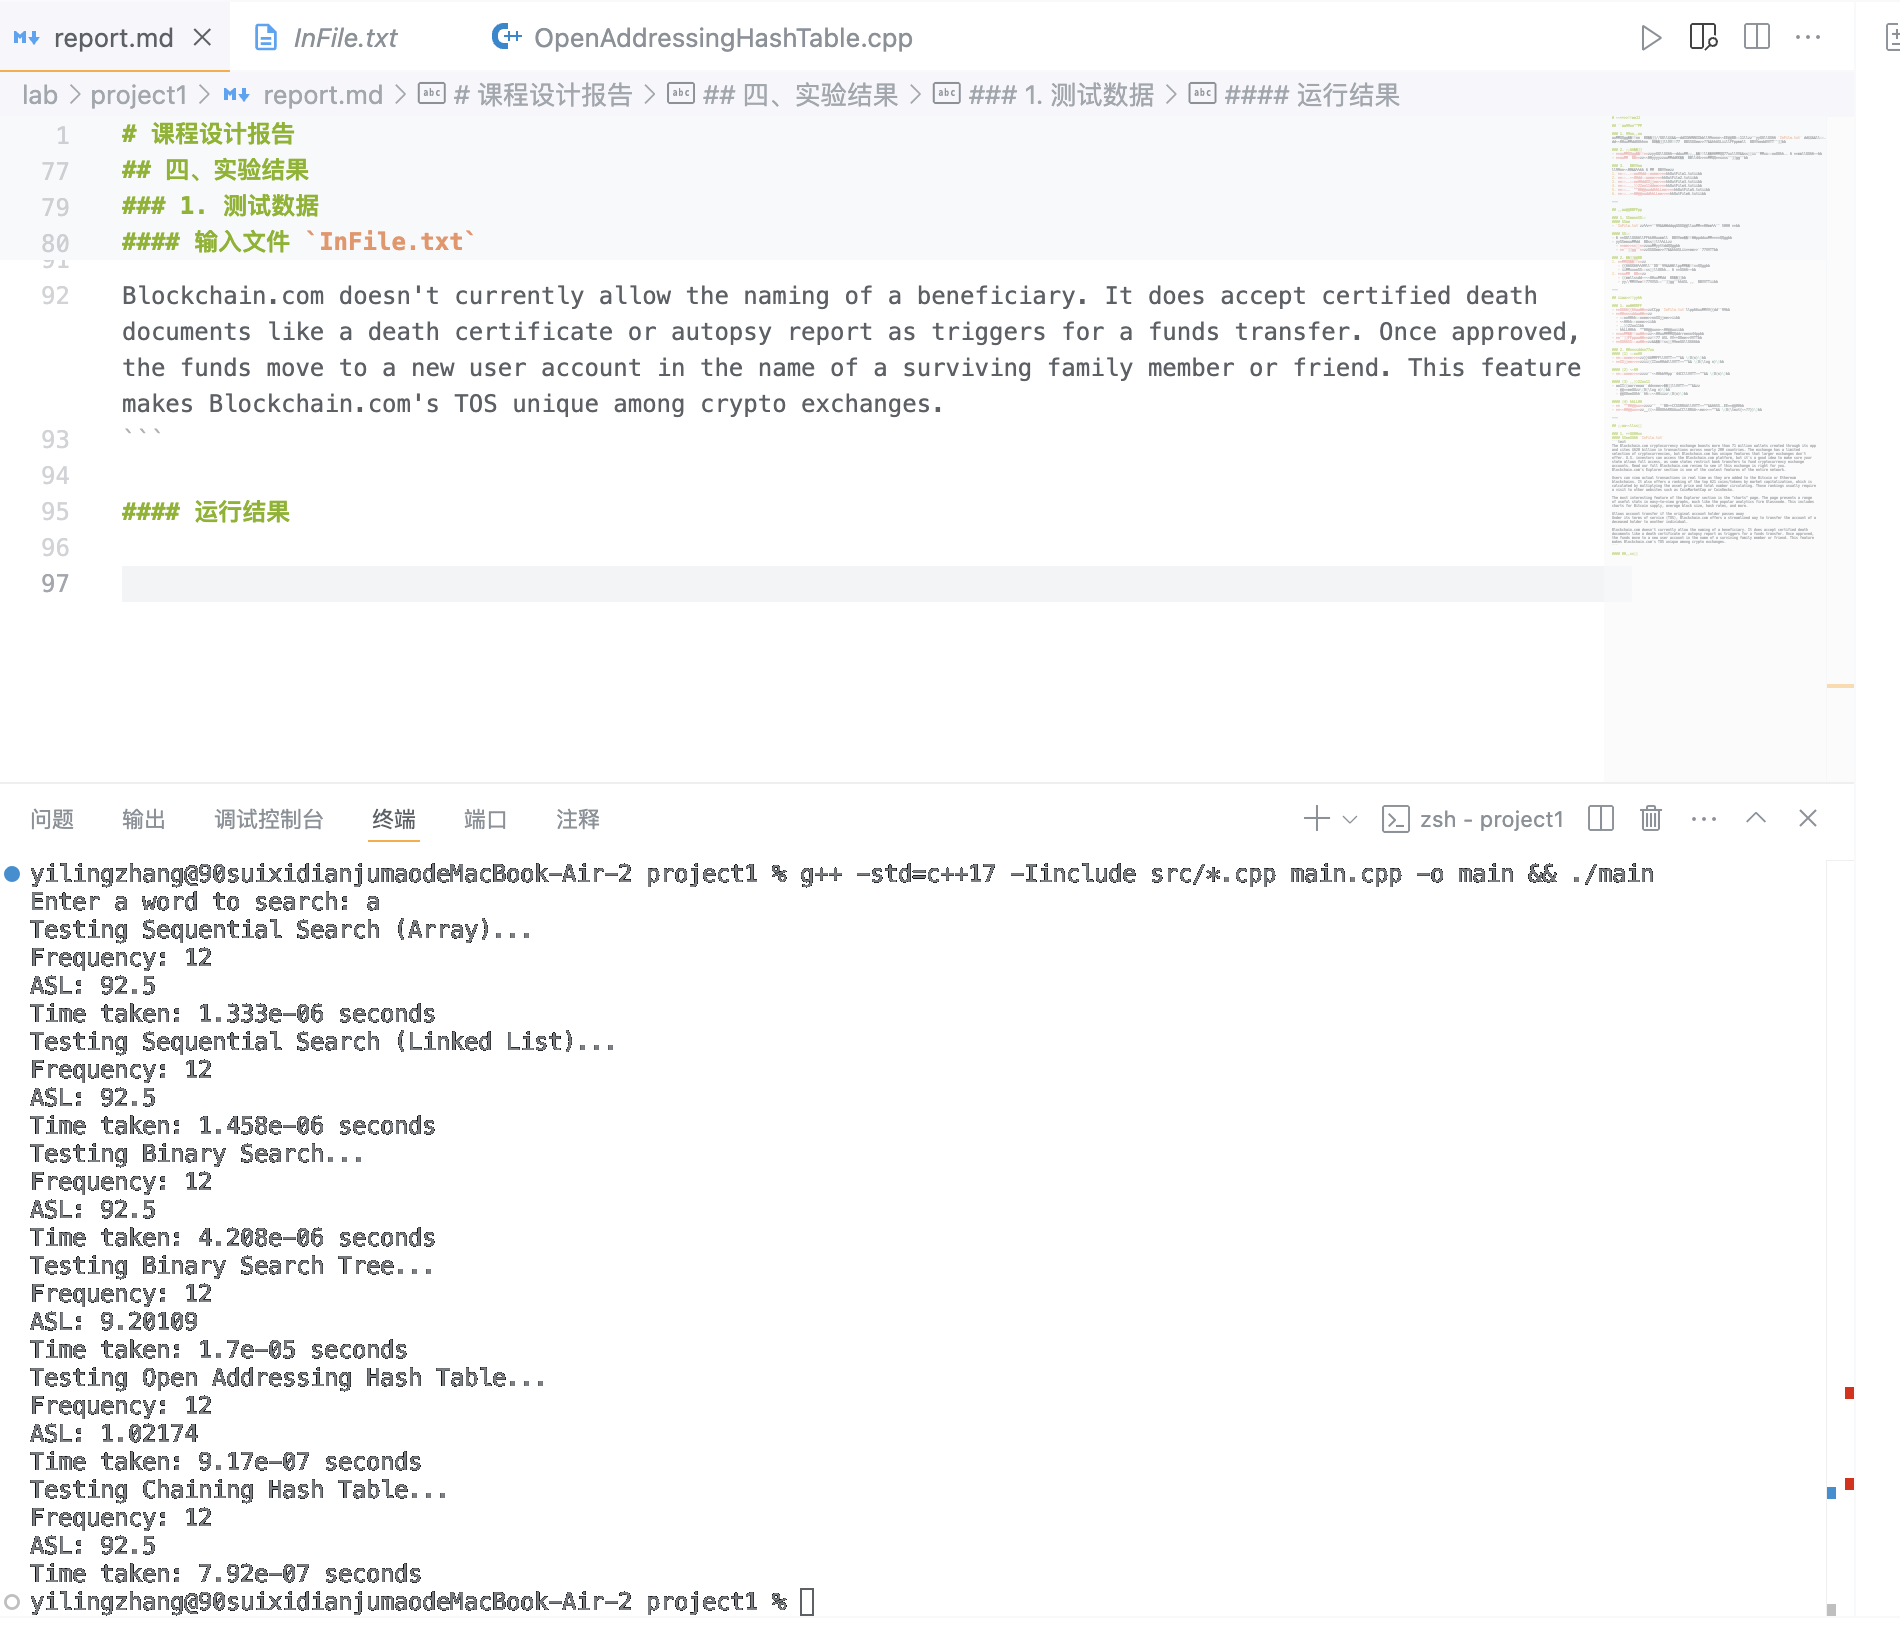 report.md
InFile.txt
OpenAddressingHashTable.cpp
lab > project1 > report.md > # 课程设计报告 > ## 四、实验结果 > ### 1. 测试数据 > #### 运行结果
1 # 课程设计报告
77 ## 四、实验结果
79 ### 1. 测试数据
80 #### 输入文件 `InFile.txt`
91
92 Blockchain.com doesn't currently allow the naming of a beneficiary. It does accept certified death
documents like a death certificate or autopsy report as triggers for a funds transfer. Once approved,
the funds move to a new user account in the name of a surviving family member or friend. This feature
makes Blockchain.com's TOS unique among crypto exchanges.
93 ```
94
95 #### 运行结果
96
97
问题 输出 调试控制台 终端 端口 注释
zsh - project1
yilingzhang@90suixidianjumaodeMacBook-Air-2 project1 % g++ -std=c++17 -Iinclude src/*.cpp main.cpp -o main && ./main
Enter a word to search: a
Testing Sequential Search (Array)...
Frequency: 12
ASL: 92.5
Time taken: 1.333e-06 seconds
Testing Sequential Search (Linked List)...
Frequency: 12
ASL: 92.5
Time taken: 1.458e-06 seconds
Testing Binary Search...
Frequency: 12
ASL: 92.5
Time taken: 4.208e-06 seconds
Testing Binary Search Tree...
Frequency: 12
ASL: 9.20109
Time taken: 1.7e-05 seconds
Testing Open Addressing Hash Table...
Frequency: 12
ASL: 1.02174
Time taken: 9.17e-07 seconds
Testing Chaining Hash Table...
Frequency: 12
ASL: 92.5
Time taken: 7.92e-07 seconds
yilingzhang@90suixidianjumaodeMacBook-Air-2 project1 %